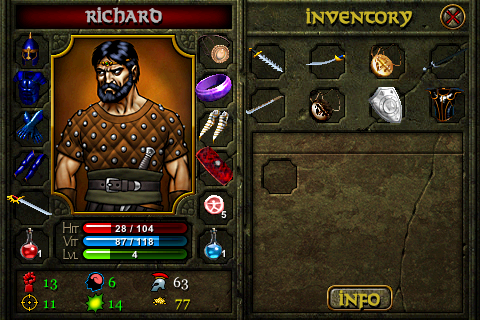 RICHARD
INVENTORY
5
HIT 28 / 104
VIT 87 / 118
LVL 4
1
1
13 6 63
11 14 77
INFO